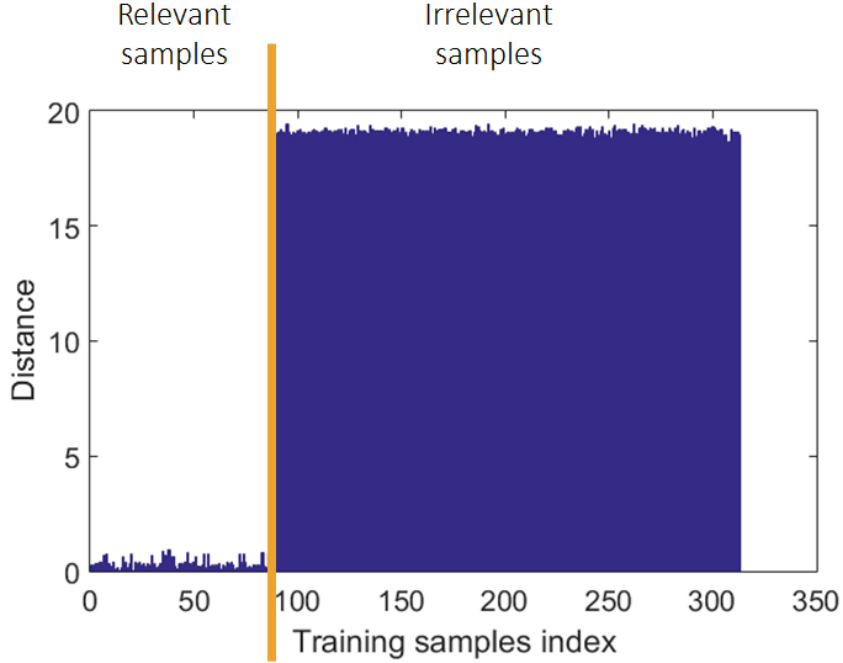 Relevant
samples
Irrelevant
samples
20
15
10
5
0
Distance
0 50 100 150 200 250 300 350
Training samples index